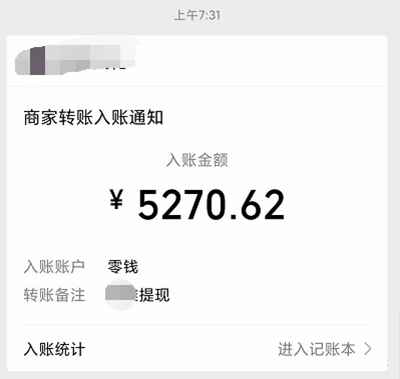 上午7:31
商家转账入账通知
入账金额
¥ 5270.62
入账账户 零钱
转账备注 提现
入账统计 进入记账本 >